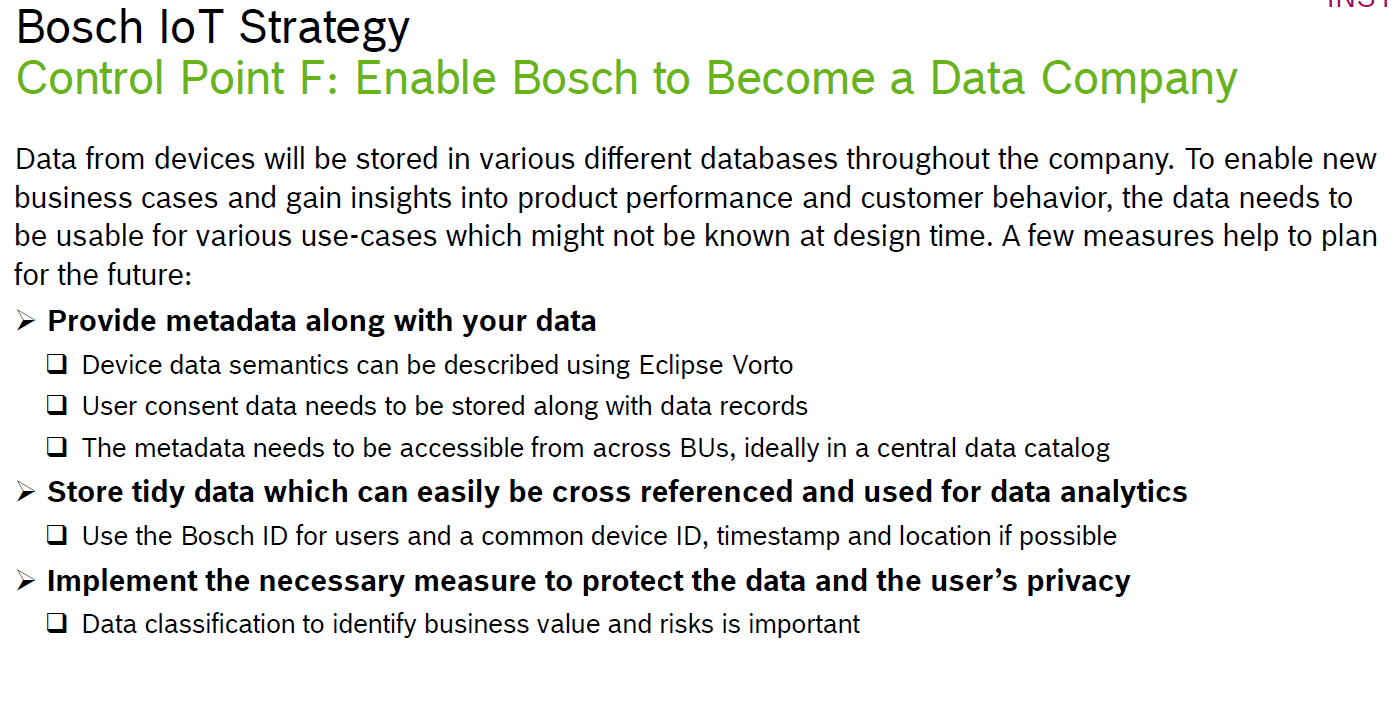 Bosch IoT Strategy
Control Point F: Enable Bosch to Become a Data Company
Data from devices will be stored in various different databases throughout the company. To enable new
business cases and gain insights into product performance and customer behavior, the data needs to
be usable for various use-cases which might not be known at design time. A few measures help to plan
for the future:
➢ Provide metadata along with your data
❑ Device data semantics can be described using Eclipse Vorto
❑ User consent data needs to be stored along with data records
❑ The metadata needs to be accessible from across BUs, ideally in a central data catalog
➢ Store tidy data which can easily be cross referenced and used for data analytics
❑ Use the Bosch ID for users and a common device ID, timestamp and location if possible
➢ Implement the necessary measure to protect the data and the user’s privacy
❑ Data classification to identify business value and risks is important